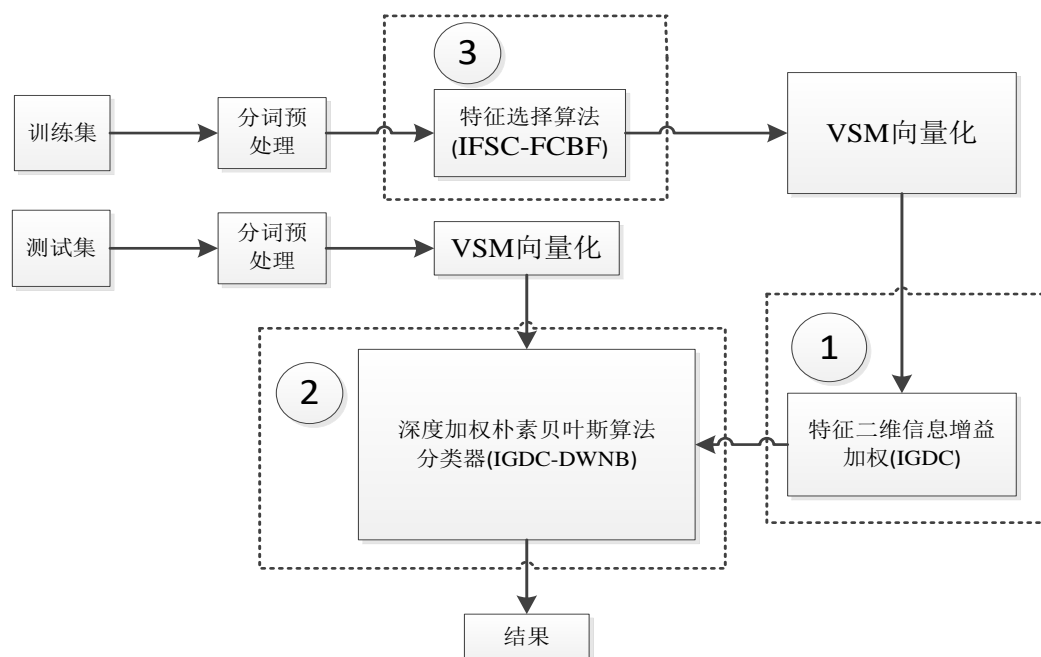 3
训练集
分词预
处理
特征选择算法
(IFSC-FCBF)
VSM向量化
测试集
分词预
处理
VSM向量化
1
2
深度加权朴素贝叶斯算法
分类器(IGDC-DWNB)
特征二维信息增益
加权(IGDC)
结果